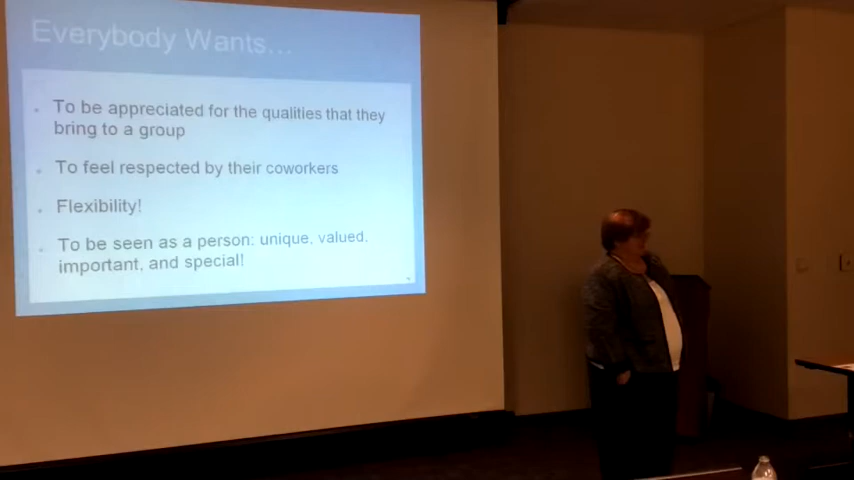 Everybody Wants...
To be appreciated for the qualities that they
bring to a group
To feel respected by their coworkers
Flexibility!
To be seen as a person: unique, valued,
important, and special!